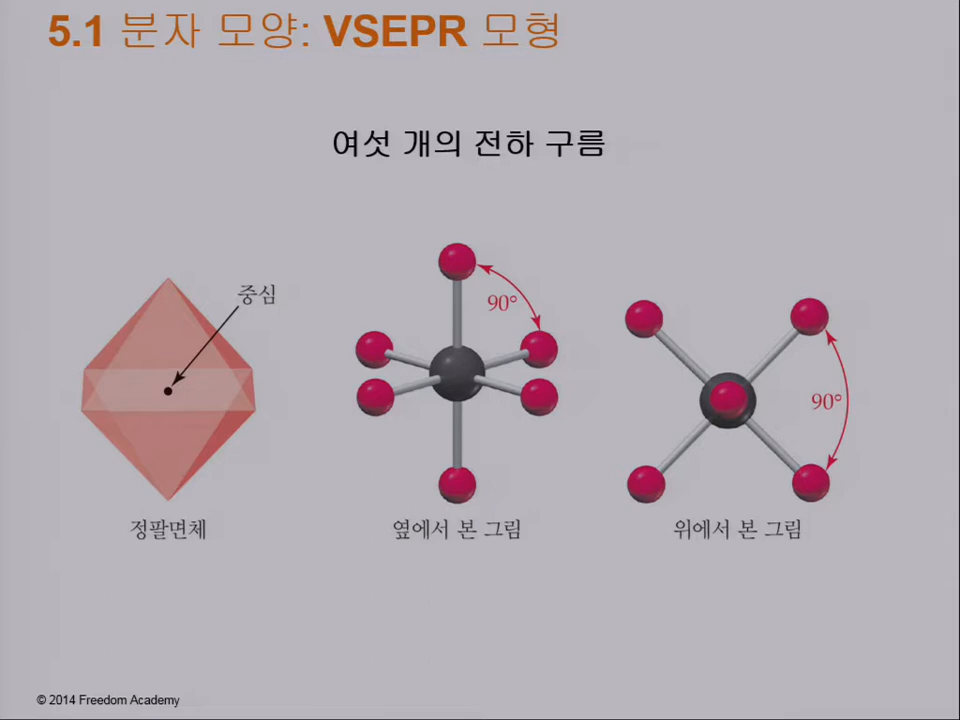 5.1 분자 모양: VSEPR 모형
여섯 개의 전하 구름
중심
90°
90°
정팔면체
옆에서 본 그림
위에서 본 그림
© 2014 Freedom Academy